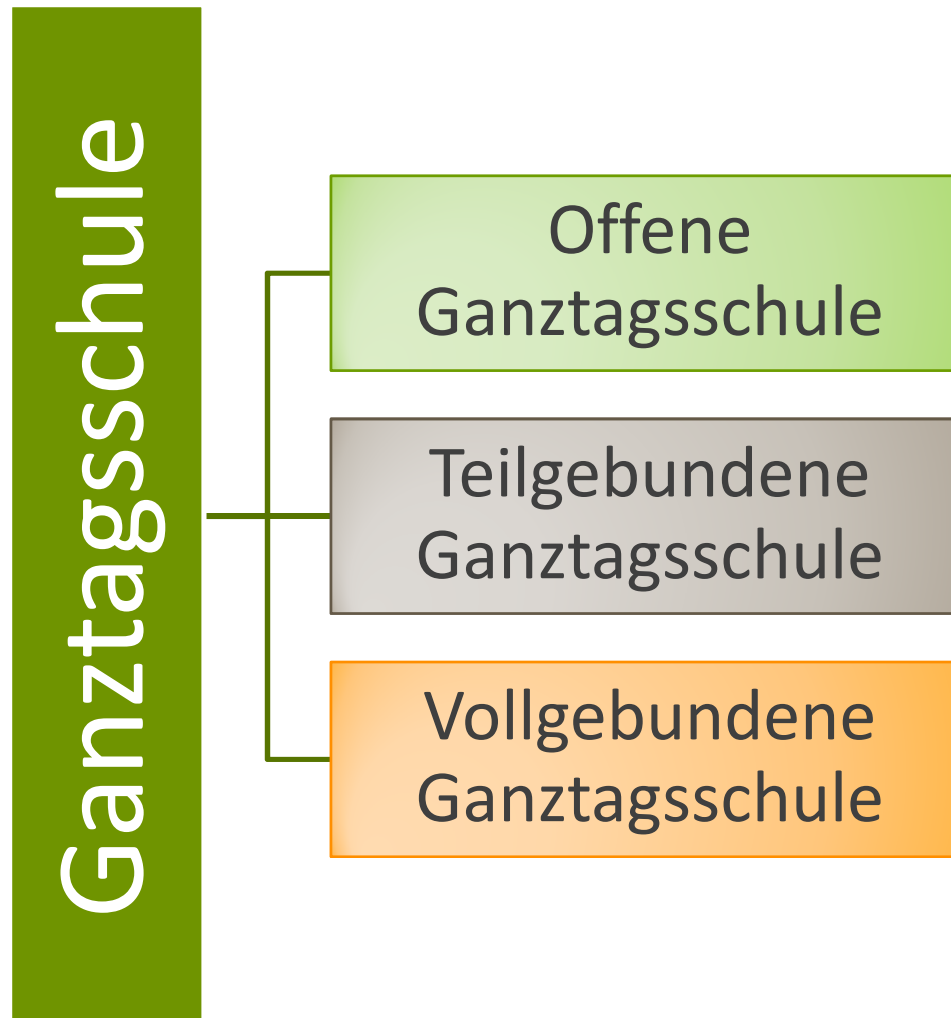 Ganztagsschule
Offene
Ganztagsschule
Teilgebundene
Ganztagsschule
Vollgebundene
Ganztagsschule